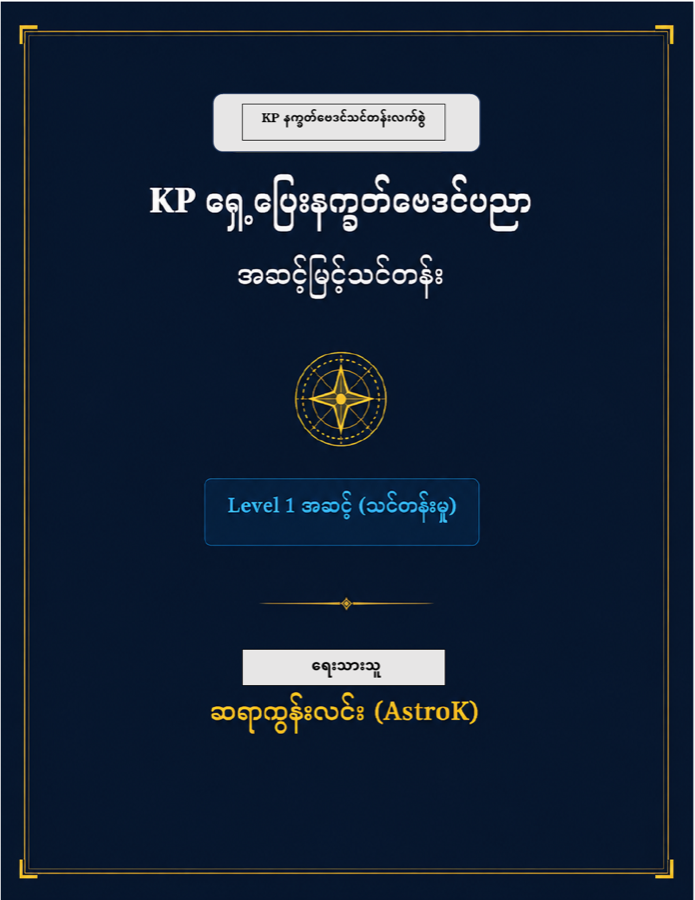 KP နက္ခတ်ဗေဒင်သင်တန်းလက်စွဲ
KP ရှေ့ပြေးနက္ခတ်ဗေဒင်ပညာ
အဆင့်မြင့်သင်တန်း
Level 1 အဆင့် (သင်တန်းမှူ)
ရေးသားသူ
ဆရာကွန်းလင်း (AstroK)